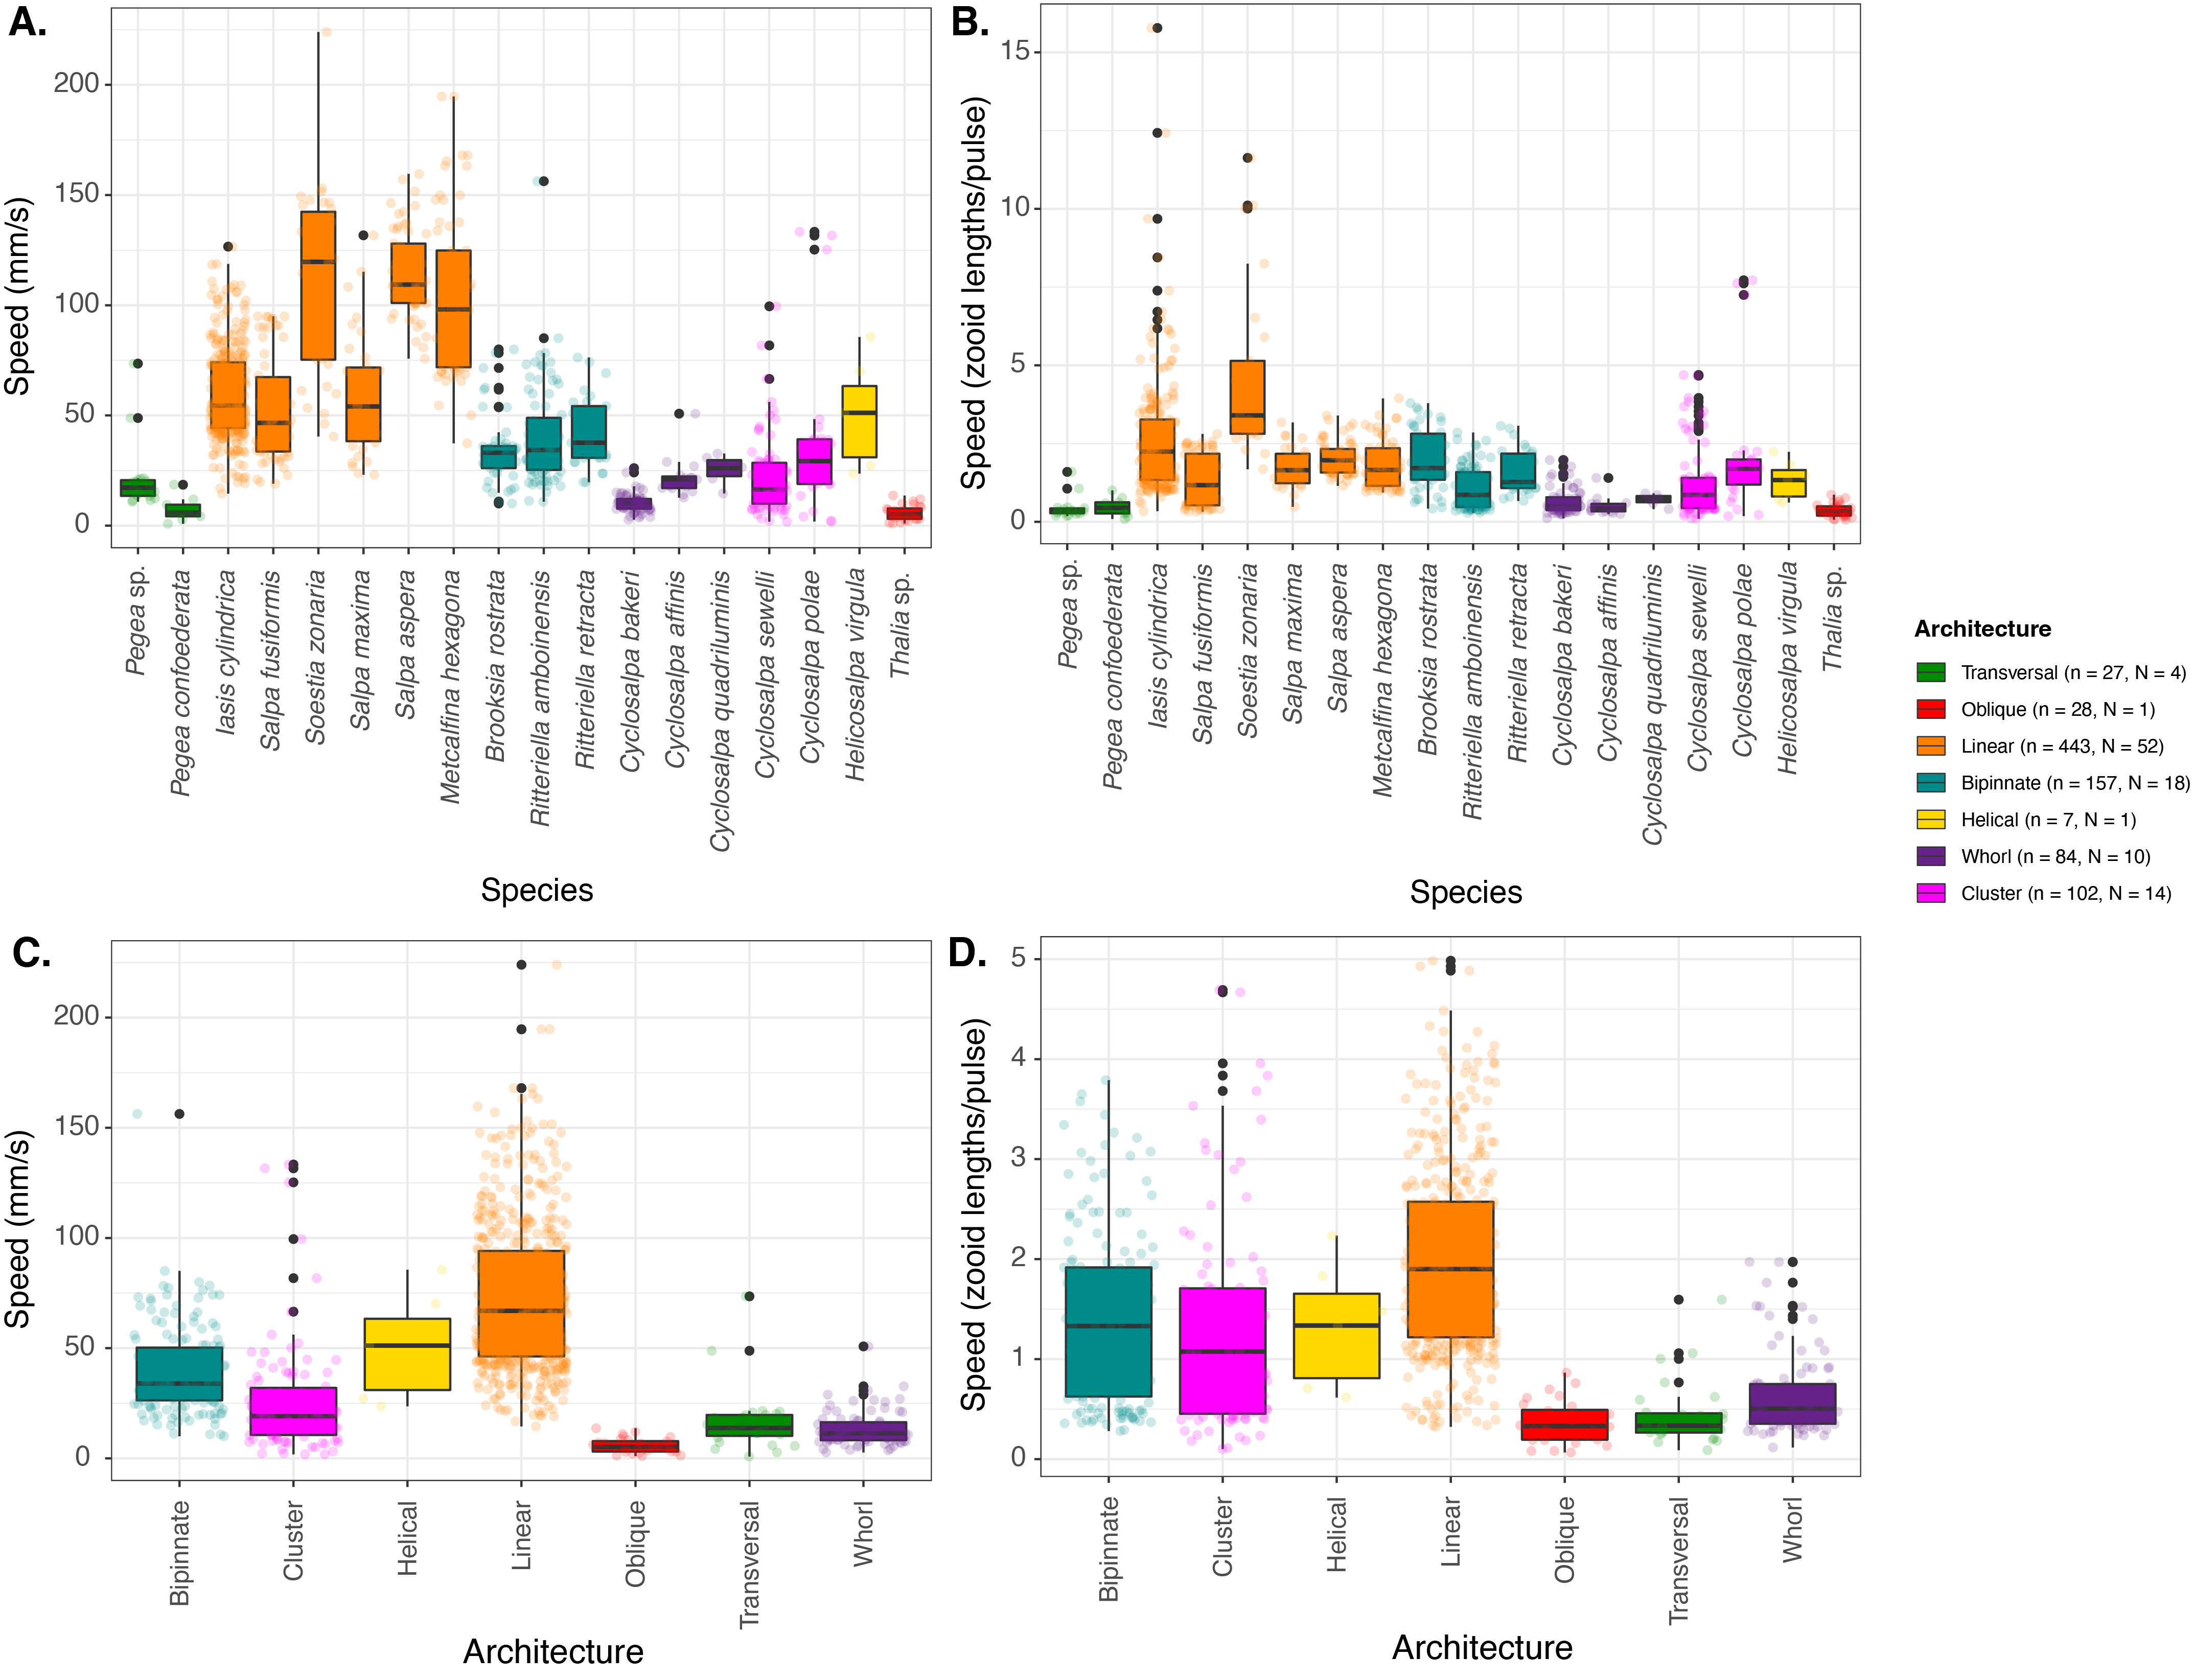 A.
Speed (mm/s)
200
150
100
50
0
Pegea sp.
Pegea confoederata
Iasis cylindrica
Salpa fusiformis
Soestia zonaria
Salpa maxima
Salpa aspera
Metcalfina hexagona
Brooksia rostrata
Ritteriella amboinensis
Ritteriella retracta
Cyclosalpa bakeri
Cyclosalpa affinis
Cyclosalpa quadriluminis
Cyclosalpa sewelli
Cyclosalpa polae
Helicosalpa virgula
Thalia sp.
Species
B.
Speed (zooid lengths/pulse)
15
10
5
0
Pegea sp.
Pegea confoederata
Iasis cylindrica
Salpa fusiformis
Soestia zonaria
Salpa maxima
Salpa aspera
Metcalfina hexagona
Brooksia rostrata
Ritteriella amboinensis
Ritteriella retracta
Cyclosalpa bakeri
Cyclosalpa affinis
Cyclosalpa quadriluminis
Cyclosalpa sewelli
Cyclosalpa polae
Helicosalpa virgula
Thalia sp.
Species
Architecture
Transversal (n = 27, N = 4)
Oblique (n = 28, N = 1)
Linear (n = 443, N = 52)
Bipinnate (n = 157, N = 18)
Helical (n = 7, N = 1)
Whorl (n = 84, N = 10)
Cluster (n = 102, N = 14)
C.
Speed (mm/s)
200
150
100
50
0
Bipinnate
Cluster
Helical
Linear
Oblique
Transversal
Whorl
Architecture
D.
Speed (zooid lengths/pulse)
5
4
3
2
1
0
Bipinnate
Cluster
Helical
Linear
Oblique
Transversal
Whorl
Architecture